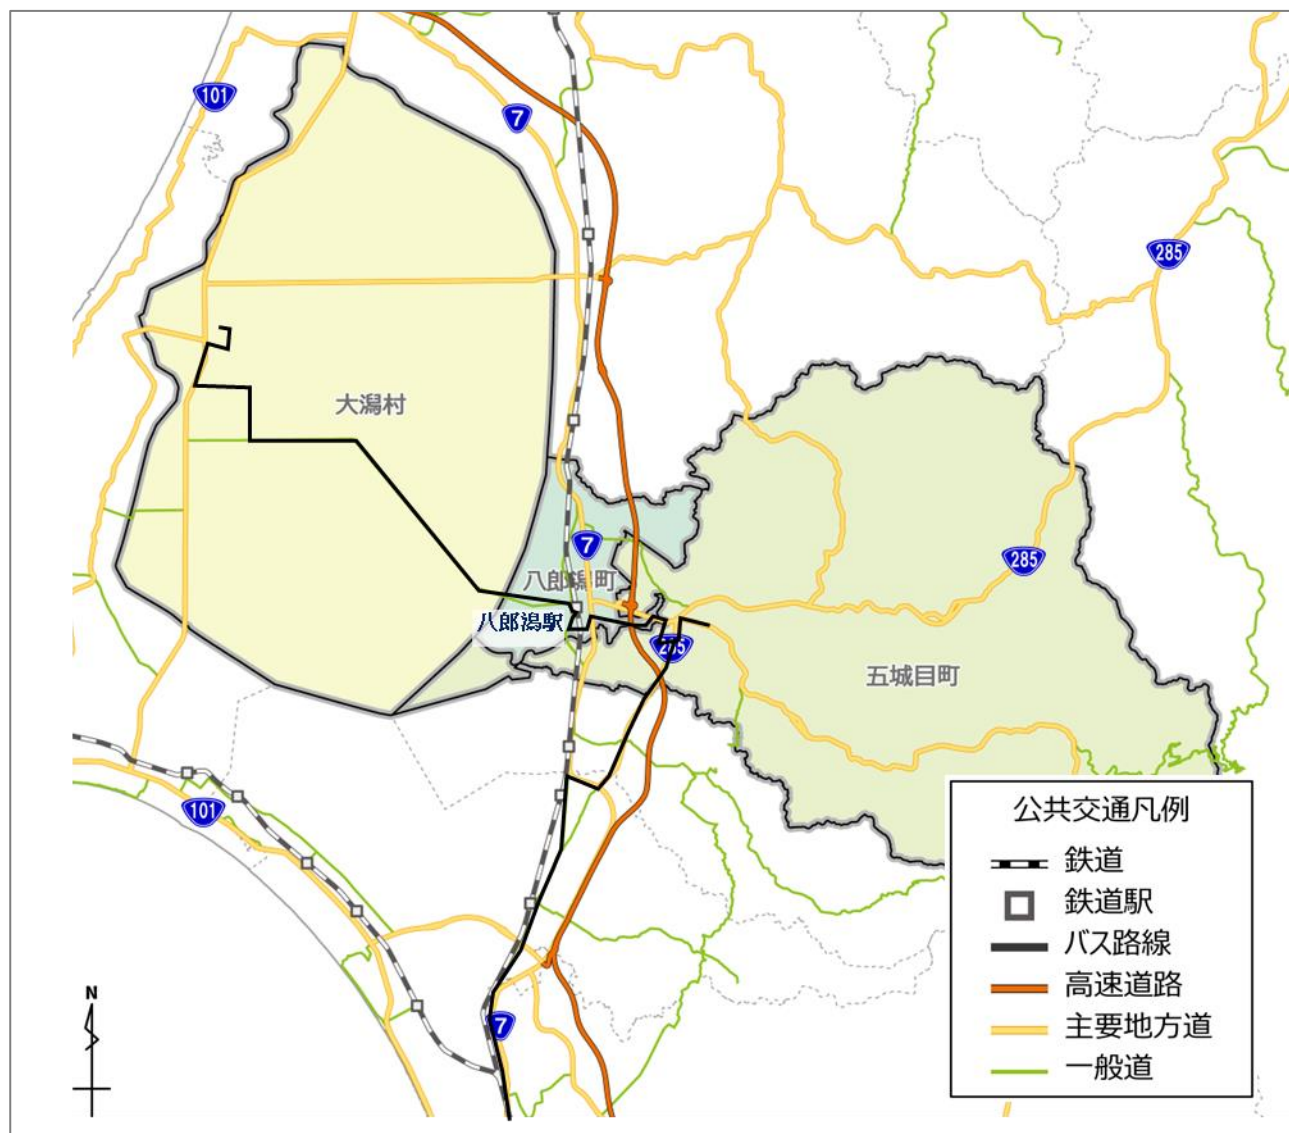 101
7
285
大潟村
7
285
八郎潟町
八郎潟駅
285
五城目町
101
7
N
公共交通凡例
鉄道
鉄道駅
バス路線
高速道路
主要地方道
一般道